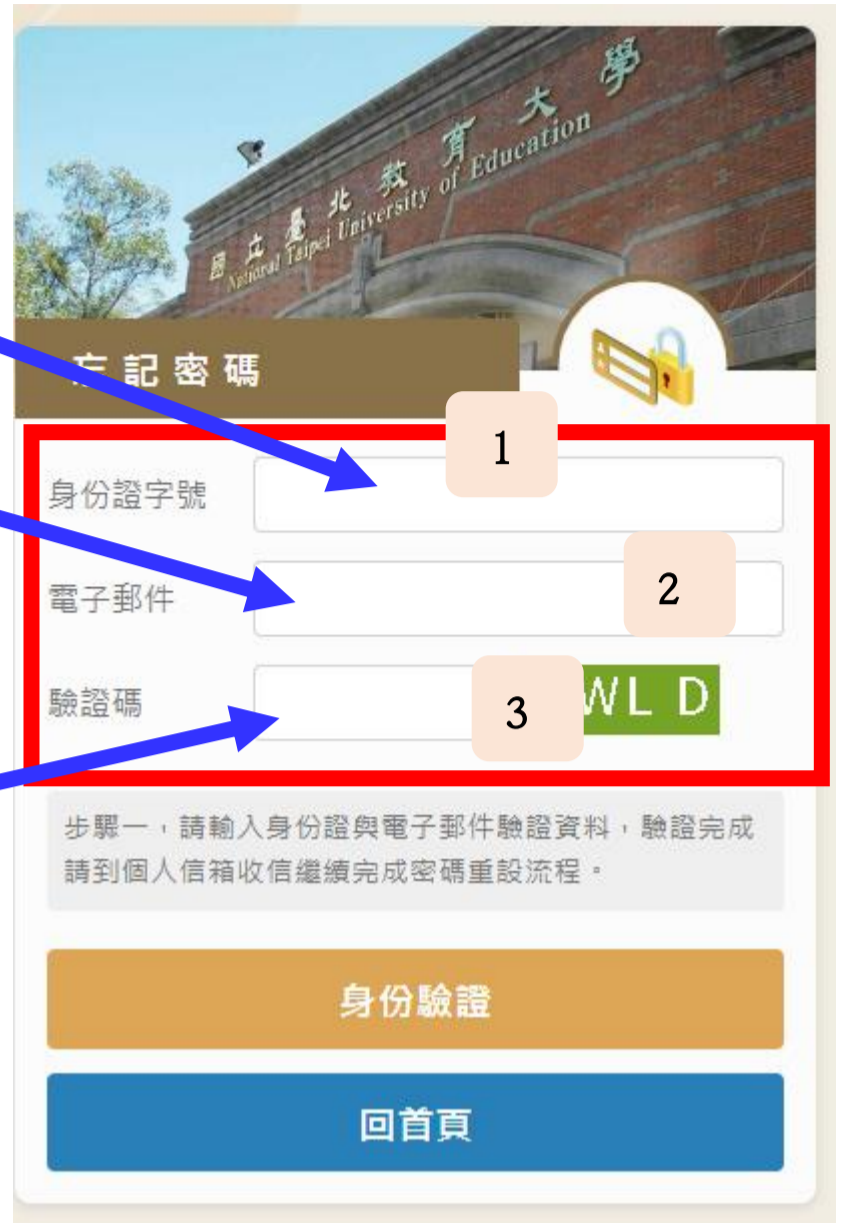 國立臺北教育大學
National Taipei University of Education
忘記密碼
1
身份證字號
電子郵件
2
驗證碼
3
WL D
步驟一，請輸入身份證與電子郵件驗證資料，驗證完成
請到個人信箱收信繼續完成密碼重設流程。
身份驗證
回首頁